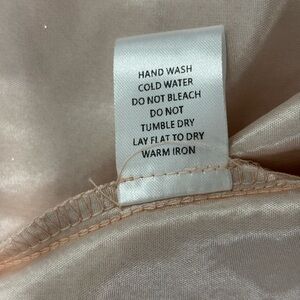 HAND WASH
COLD WATER
DO NOT BLEACH
DO NOT
TUMBLE DRY
LAY FLAT TO DRY
WARM IRON